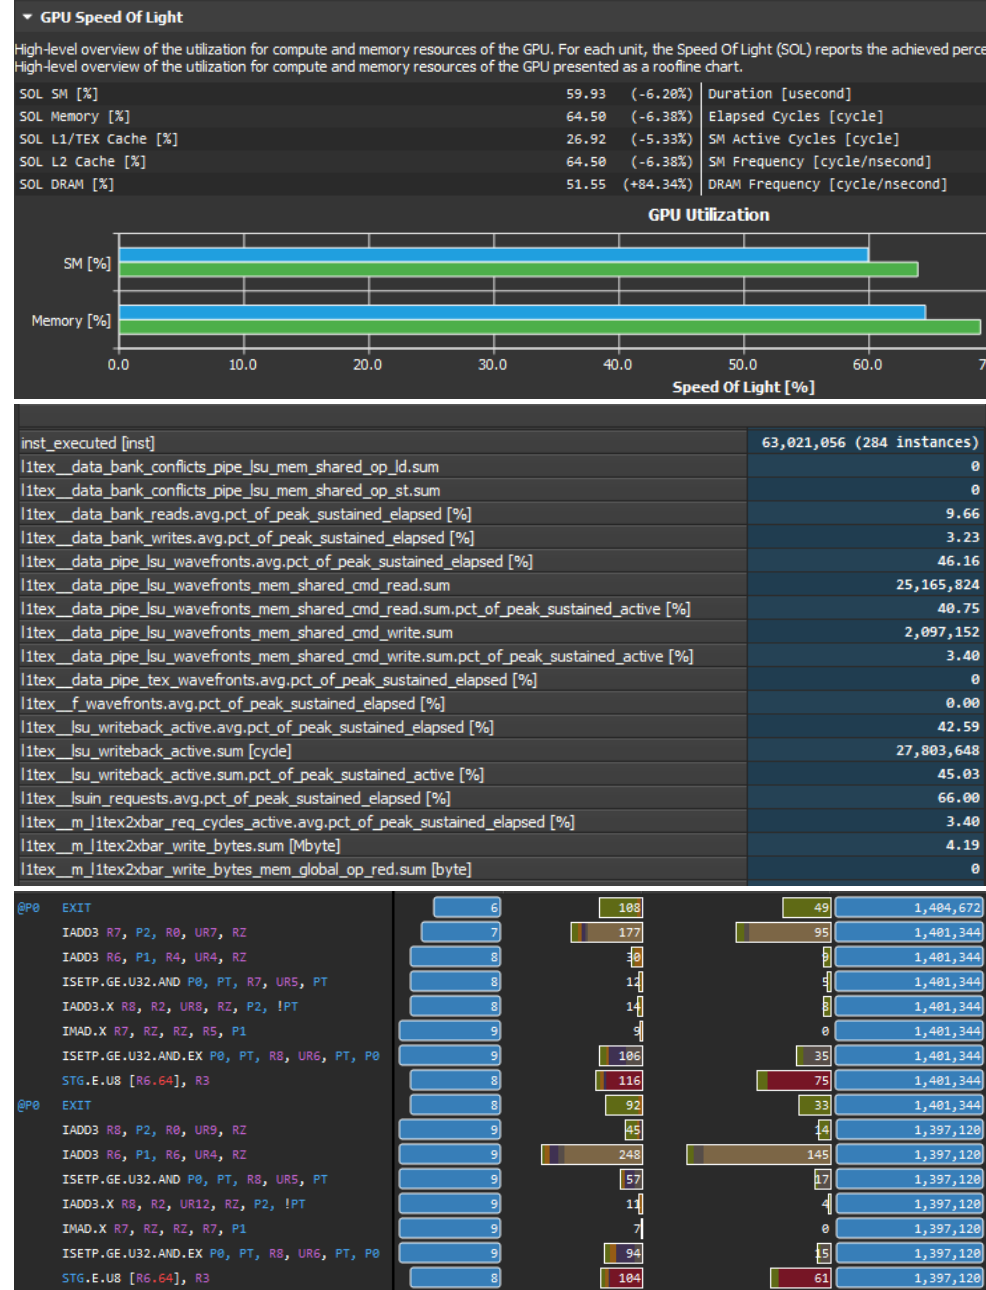 GPU Speed Of Light
High-level overview of the utilization for compute and memory resources of the GPU. For each unit, the Speed Of Light (SOL) reports the achieved perce
High-level overview of the utilization for compute and memory resources of the GPU presented as a roofline chart.
SOL SM [%] 59.93 (-6.20%) Duration [usecond]
SOL Memory [%] 64.50 (-6.38%) Elapsed Cycles [cycle]
SOL L1/TEX Cache [%] 26.92 (-5.33%) SM Active Cycles [cycle]
SOL L2 Cache [%] 64.50 (-6.38%) SM Frequency [cycle/nsecond]
SOL DRAM [%] 51.55 (+84.34%) DRAM Frequency [cycle/nsecond]
GPU Utilization
SM [%]
Memory [%]
0.0 10.0 20.0 30.0 40.0 50.0 60.0 7
Speed Of Light [%]
inst_executed [inst] 63,021,056 (284 instances)
l1tex__data_bank_conflicts_pipe_lsu_mem_shared_op_ld.sum 0
l1tex__data_bank_conflicts_pipe_lsu_mem_shared_op_st.sum 0
l1tex__data_bank_reads.avg.pct_of_peak_sustained_elapsed [%] 9.66
l1tex__data_bank_writes.avg.pct_of_peak_sustained_elapsed [%] 3.23
l1tex__data_pipe_lsu_wavefronts.avg.pct_of_peak_sustained_elapsed [%] 46.16
l1tex__data_pipe_lsu_wavefronts_mem_shared_cmd_read.sum 25,165,824
l1tex__data_pipe_lsu_wavefronts_mem_shared_cmd_read.sum.pct_of_peak_sustained_active [%] 40.75
l1tex__data_pipe_lsu_wavefronts_mem_shared_cmd_write.sum 2,097,152
l1tex__data_pipe_lsu_wavefronts_mem_shared_cmd_write.sum.pct_of_peak_sustained_active [%] 3.40
l1tex__data_pipe_tex_wavefronts.avg.pct_of_peak_sustained_elapsed [%] 0
l1tex__f_wavefronts.avg.pct_of_peak_sustained_elapsed [%] 0.00
l1tex__lsu_writeback_active.avg.pct_of_peak_sustained_elapsed [%] 42.59
l1tex__lsu_writeback_active.sum [cycle] 27,803,648
l1tex__lsu_writeback_active.sum.pct_of_peak_sustained_active [%] 45.03
l1tex__lsuin_requests.avg.pct_of_peak_sustained_elapsed [%] 66.00
l1tex__m_l1tex2xbar_req_cycles_active.avg.pct_of_peak_sustained_elapsed [%] 3.40
l1tex__m_l1tex2xbar_write_bytes.sum [Mbyte] 4.19
l1tex__m_l1tex2xbar_write_bytes_mem_global_op_red.sum [byte] 0
@P0 EXIT 6 108 49 1,404,672
IADD3 R7, P2, R0, UR7, RZ 7 177 95 1,401,344
IADD3 R6, P1, R4, UR4, RZ 8 30 9 1,401,344
ISETP.GE.U32.AND P0, PT, R7, UR5, PT 8 12 5 1,401,344
IADD3.X R8, R2, UR8, RZ, P2, !PT 8 14 8 1,401,344
IMAD.X R7, RZ, RZ, R5, P1 9 9 0 1,401,344
ISETP.GE.U32.AND.EX P0, PT, R8, UR6, PT, P0 9 106 35 1,401,344
STG.E.U8 [R6.64], R3 8 116 75 1,401,344
@P0 EXIT 8 92 33 1,401,344
IADD3 R8, P2, R0, UR9, RZ 9 45 14 1,397,120
IADD3 R6, P1, R6, UR4, RZ 9 248 145 1,397,120
ISETP.GE.U32.AND P0, PT, R8, UR5, PT 9 57 17 1,397,120
IADD3.X R8, R2, UR12, RZ, P2, !PT 9 11 4 1,397,120
IMAD.X R7, RZ, RZ, R7, P1 9 7 0 1,397,120
ISETP.GE.U32.AND.EX P0, PT, R8, UR6, PT, P0 9 94 15 1,397,120
STG.E.U8 [R6.64], R3 8 104 61 1,397,120